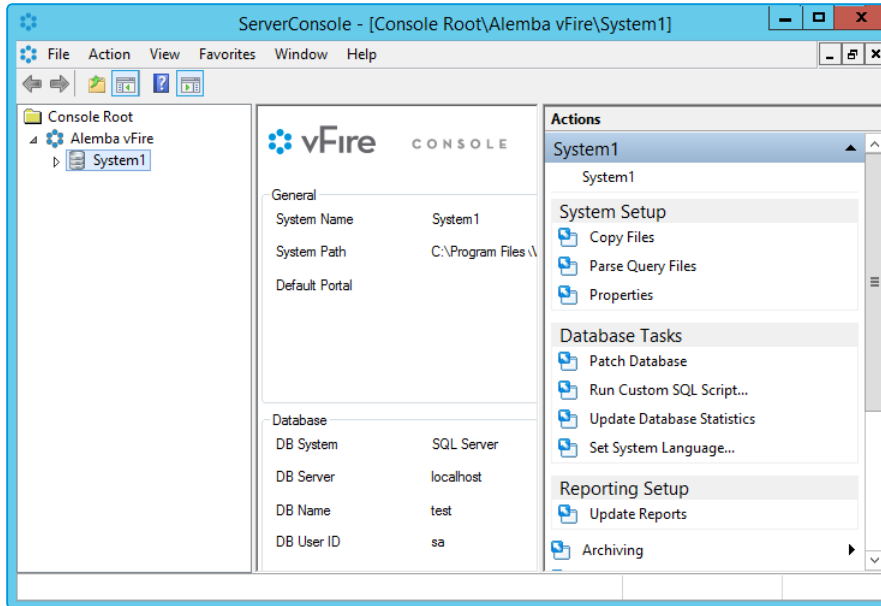 ServerConsole - [Console Root\Alemba vFire\System1]
File Action View Favorites Window Help
Console Root
Alemba vFire
System1
vFire CONSOLE
General
System Name System1
System Path C:\Program Files\
Default Portal
Database
DB System SQL Server
DB Server localhost
DB Name test
DB User ID sa
Actions
System1
System1
System Setup
Copy Files
Parse Query Files
Properties
Database Tasks
Patch Database
Run Custom SQL Script...
Update Database Statistics
Set System Language...
Reporting Setup
Update Reports
Archiving